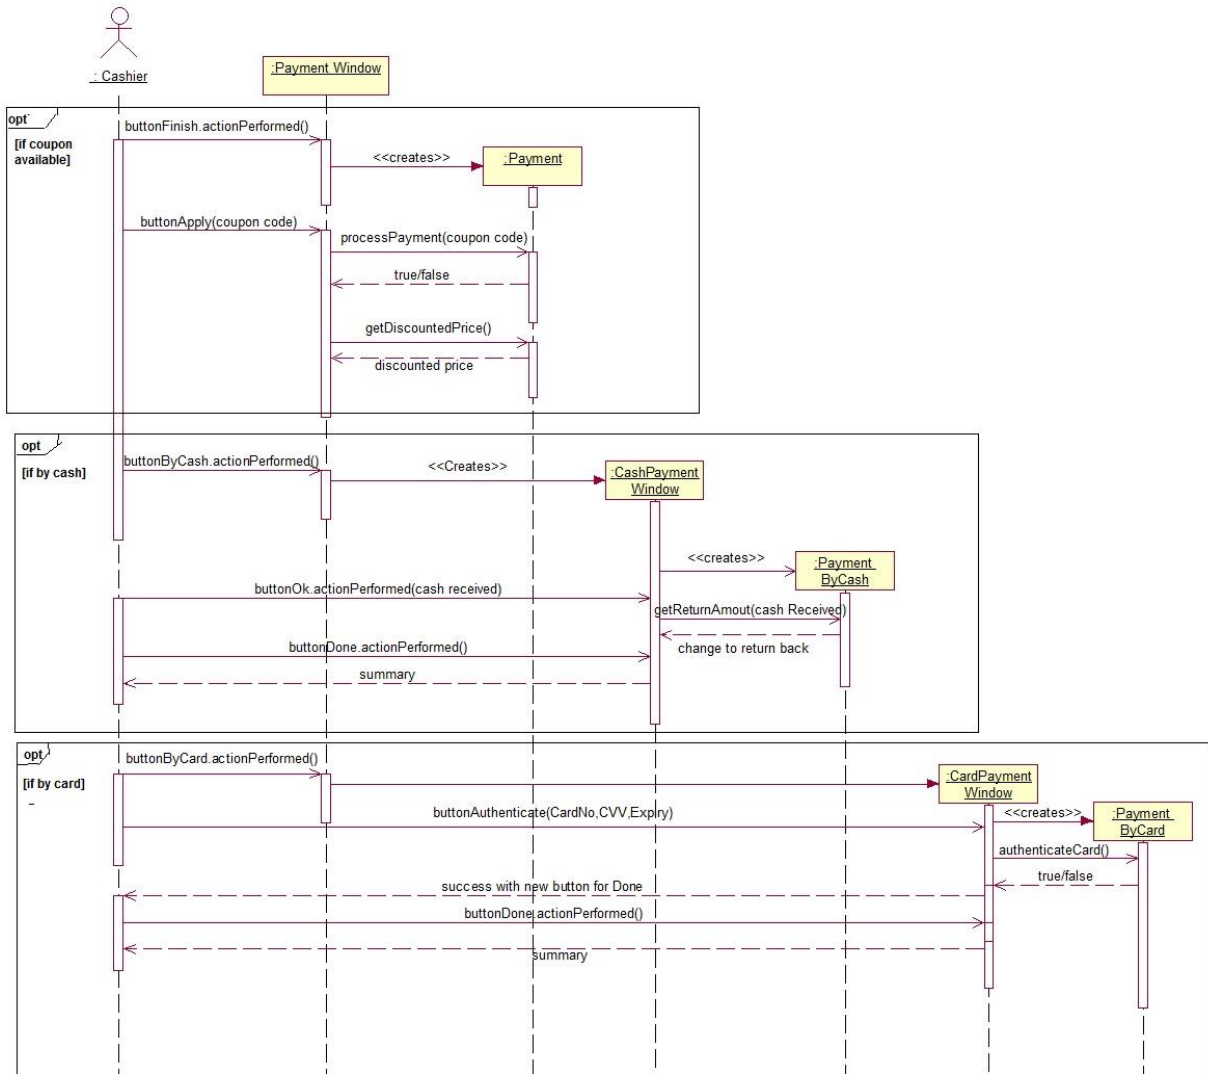 : Cashier
:Payment Window
opt
buttonFinish.actionPerformed()
[if coupon
available]
<<creates>>
:Payment
buttonApply(coupon code)
processPayment(coupon code)
true/false
getDiscountedPrice()
discounted price
opt
buttonByCash.actionPerformed()
<<Creates>>
[if by cash]
:CashPayment
Window
<<creates>>
:Payment
ByCash
buttonOk.actionPerformed(cash received)
getReturnAmout(cash Received)
buttonDone.actionPerformed()
change to return back
summary
opt
buttonByCard.actionPerformed()
[if by card]
:CardPayment
Window
buttonAuthenticate(CardNo,CVV,Expiry)
<<creates>>
:Payment
ByCard
authenticateCard()
true/false
success with new button for Done
buttonDone.actionPerformed()
summary